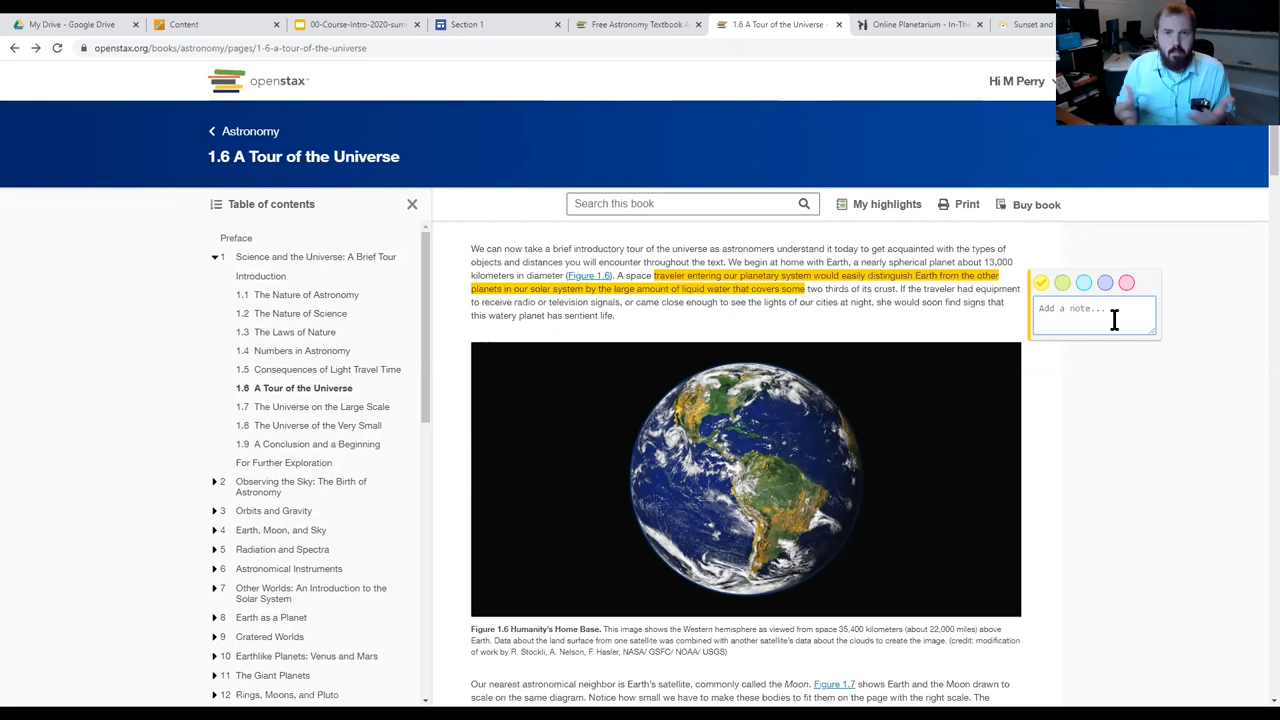 My Drive - Google Drive
Content
00-Course-Intro-2020-sum
Section 1
Free Astronomy Textbook
1.6 A Tour of the Universe -
Online Planetarium - In-The
Sunset and
openstax.org/books/astronomy/pages/1-6-a-tour-of-the-universe
openstax™
Hi M Perry
Astronomy
1.6 A Tour of the Universe
Table of contents
Search this book
My highlights
Print
Buy book
Preface
1 Science and the Universe: A Brief Tour
Introduction
1.1 The Nature of Astronomy
1.2 The Nature of Science
1.3 The Laws of Nature
1.4 Numbers in Astronomy
1.5 Consequences of Light Travel Time
1.6 A Tour of the Universe
1.7 The Universe on the Large Scale
1.8 The Universe of the Very Small
1.9 A Conclusion and a Beginning
For Further Exploration
2 Observing the Sky: The Birth of
Astronomy
3 Orbits and Gravity
4 Earth, Moon, and Sky
5 Radiation and Spectra
6 Astronomical Instruments
7 Other Worlds: An Introduction to the
Solar System
8 Earth as a Planet
9 Cratered Worlds
10 Earthlike Planets: Venus and Mars
11 The Giant Planets
12 Rings, Moons, and Pluto
We can now take a brief introductory tour of the universe as astronomers understand it today to get acquainted with the types of
objects and distances you will encounter throughout the text. We begin at home with Earth, a nearly spherical planet about 13,000
kilometers in diameter (Figure 1.6). A space traveler entering our planetary system would easily distinguish Earth from the other
planets in our solar system by the large amount of liquid water that covers some two thirds of its crust. If the traveler had equipment
to receive radio or television signals, or came close enough to see the lights of our cities at night, she would soon find signs that
this watery planet has sentient life.
Add a note...
Figure 1.6 Humanity's Home Base. This image shows the Western hemisphere as viewed from space 35,400 kilometers (about 22,000 miles) above
Earth. Data about the land surface from one satellite was combined with another satellite's data about the clouds to create the image. (credit: modification
of work by R. Stockli, A. Nelson, F. Hasler, NASA/ GSFC/ NOAA/ USGS)
Our nearest astronomical neighbor is Earth's satellite, commonly called the Moon. Figure 1.7 shows Earth and the Moon drawn to
scale on the same diagram. Notice how small we have to make these bodies to fit them on the page with the right scale. The